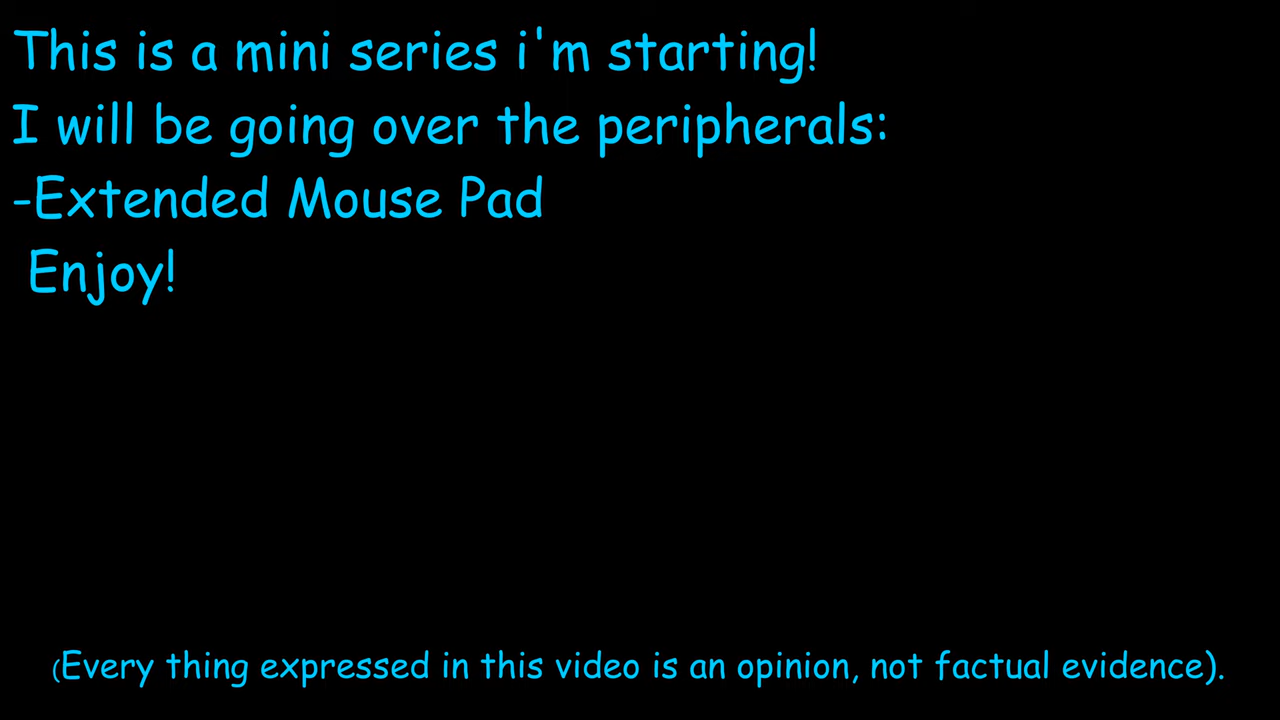 This is a mini series i'm starting!
I will be going over the peripherals:
-Extended Mouse Pad
Enjoy!
(Every thing expressed in this video is an opinion, not factual evidence).